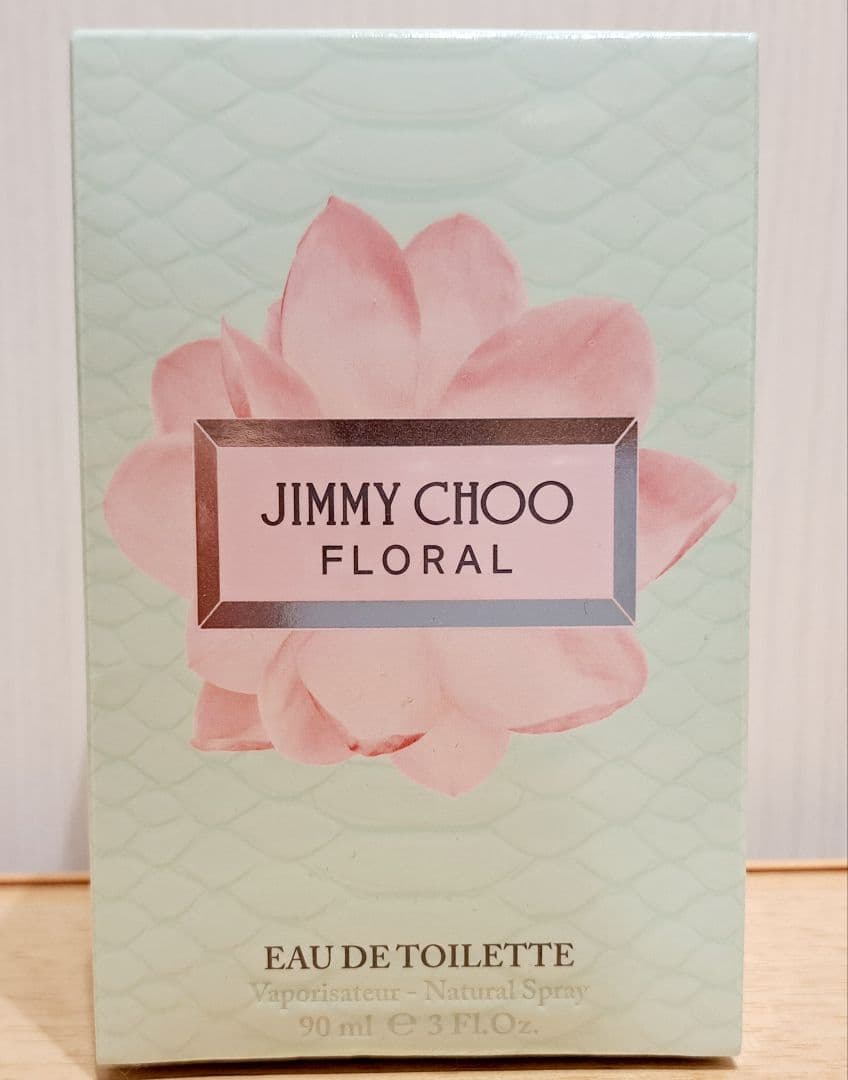 JIMMY CHOO
FLORAL
EAU DE TOILETTE
Vaporisateur - Natural Spray
90 ml ℮ 3 Fl.Oz.